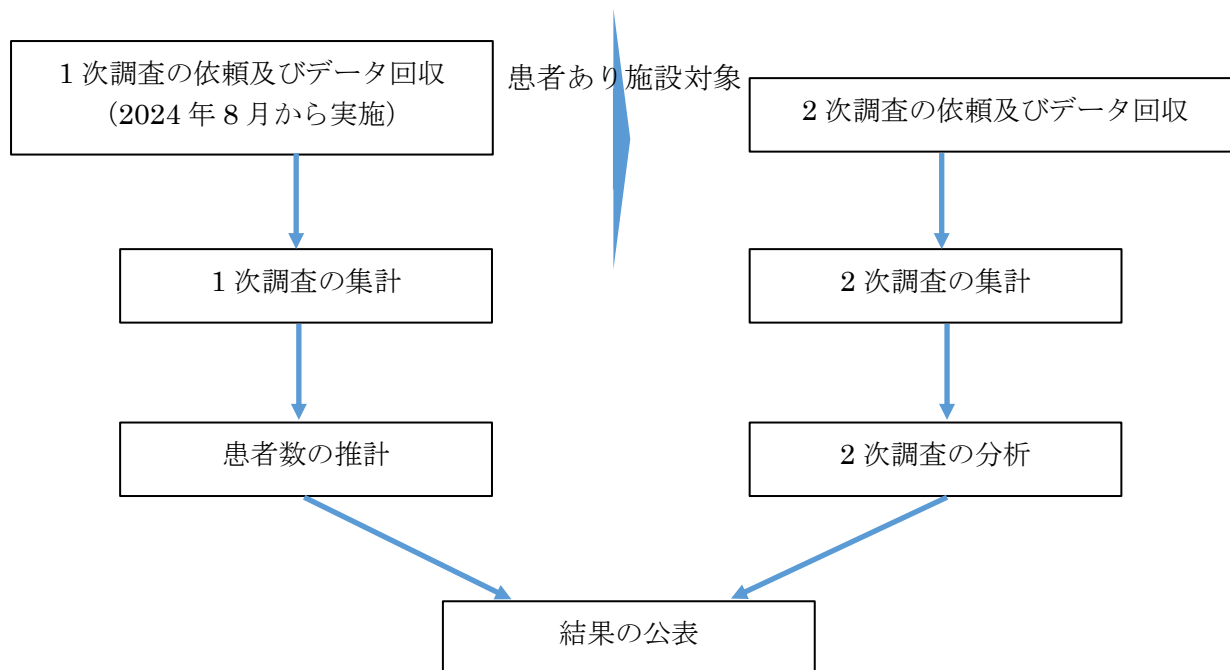 1 次調査の依頼及びデータ回収
（2024 年 8 月から実施）
患者あり施設対象
2 次調査の依頼及びデータ回収
1 次調査の集計
2 次調査の集計
患者数の推計
2 次調査の分析
結果の公表